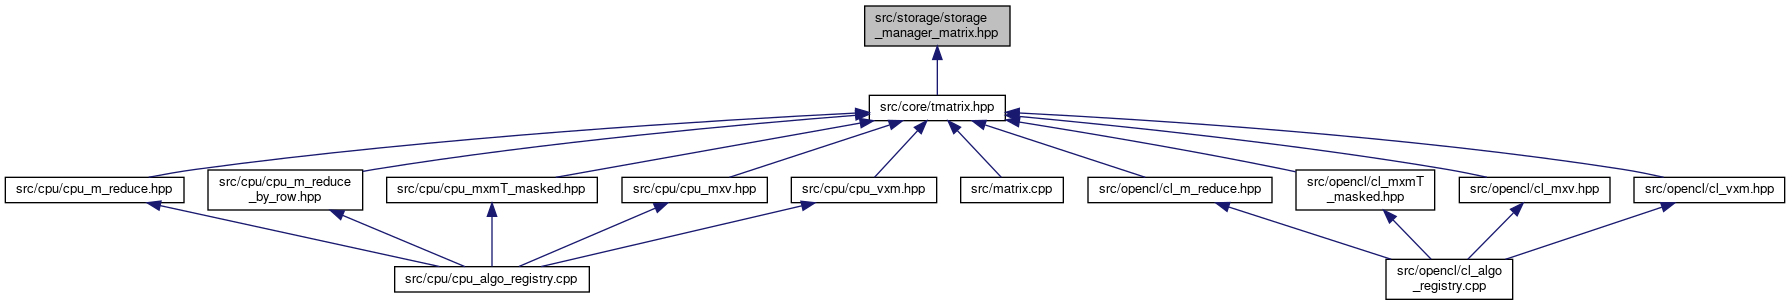 src/storage/storage
_manager_matrix.hpp
src/core/tmatrix.hpp
src/cpu/cpu_m_reduce.hpp
src/cpu/cpu_m_reduce
_by_row.hpp
src/cpu/cpu_mxmT_masked.hpp
src/cpu/cpu_mxv.hpp
src/cpu/cpu_vxm.hpp
src/matrix.cpp
src/opencl/cl_m_reduce.hpp
src/opencl/cl_mxmT
_masked.hpp
src/opencl/cl_mxv.hpp
src/opencl/cl_vxm.hpp
src/cpu/cpu_algo_registry.cpp
src/opencl/cl_algo
_registry.cpp